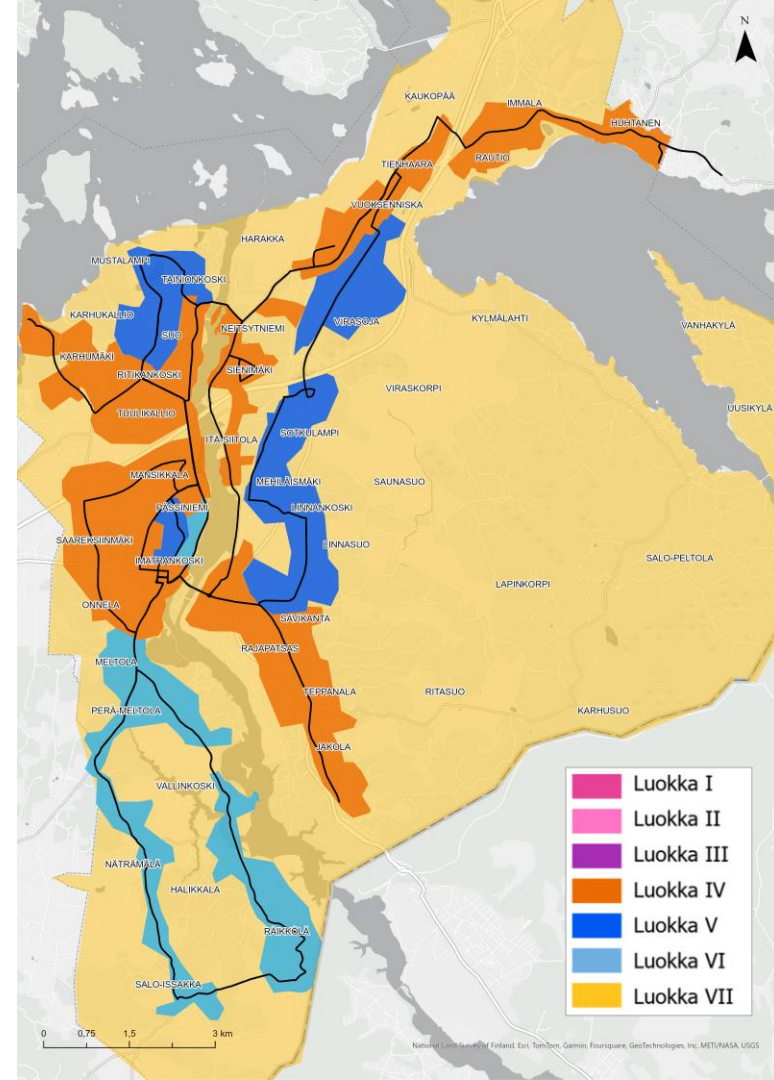 N
KAUKOPÄÄ
IMMALA
HUHTANEN
TIENHAARA
RAUTIO
VUOKSENNISKA
HARAKKA
MUSTALAMPI
TAINIONKOSKI
KARHUKALLIO
NEITSYTNIEMI
VIRASOJA
KYLMÄLAHTI
VANHAKYLÄ
SUO
KARHUMÄKI
RITIKANKOSKI
SIENIMÄKI
VIRASKORPI
UUSIKYLÄ
TUULIKALLIO
ITÄ-SIITOLA
SOTKULAMPI
MANSIKKALA
MEHILÄISMÄKI
SAUNASUO
PÄSSINIEMI
LINNANKOSKI
SAAREKSIINMÄKI
LINNASUO
IMATRANKOSKI
SALO-PELTOLA
LAPINKORPI
ONNELA
SAVIKANTA
RAJAPATSAS
MELTOLA
TEPPANALA
RITASUO
PERÄ-MELTOLA
KARHUSUO
JAKOLA
VALLINKOSKI
NÄTRÄMÄLÄ
HALIKKALA
RAIKKOLA
SALO-ISSAKKA
Luokka I
Luokka II
Luokka III
Luokka IV
Luokka V
Luokka VI
Luokka VII
0 0,75 1,5 3 km
National Land Survey of Finland, Esri, TomTom, Garmin, Foursquare, GeoTechnologies, Inc, METI/NASA, USGS